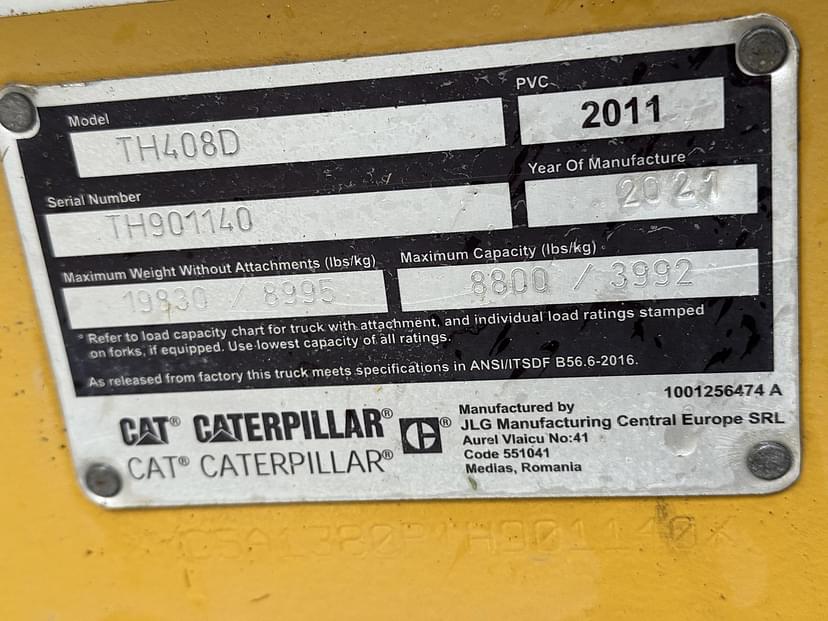 Model
TH408D
PVC
2011
Serial Number
TH901140
Year Of Manufacture
2021
Maximum Weight Without Attachments (lbs/kg)
19830 / 8995
Maximum Capacity (lbs/kg)
8800 / 3992
* Refer to load capacity chart for truck with attachment, and individual load ratings stamped
on forks, if equipped. Use lowest capacity of all ratings.
As released from factory this truck meets specifications in ANSI/ITSDF B56.6-2016.
1001256474 A
CAT® CATERPILLAR® C®
CAT® CATERPILLAR®
Manufactured by
JLG Manufacturing Central Europe SRL
Aurel Vlaicu No:41
Code 551041
Medias, Romania